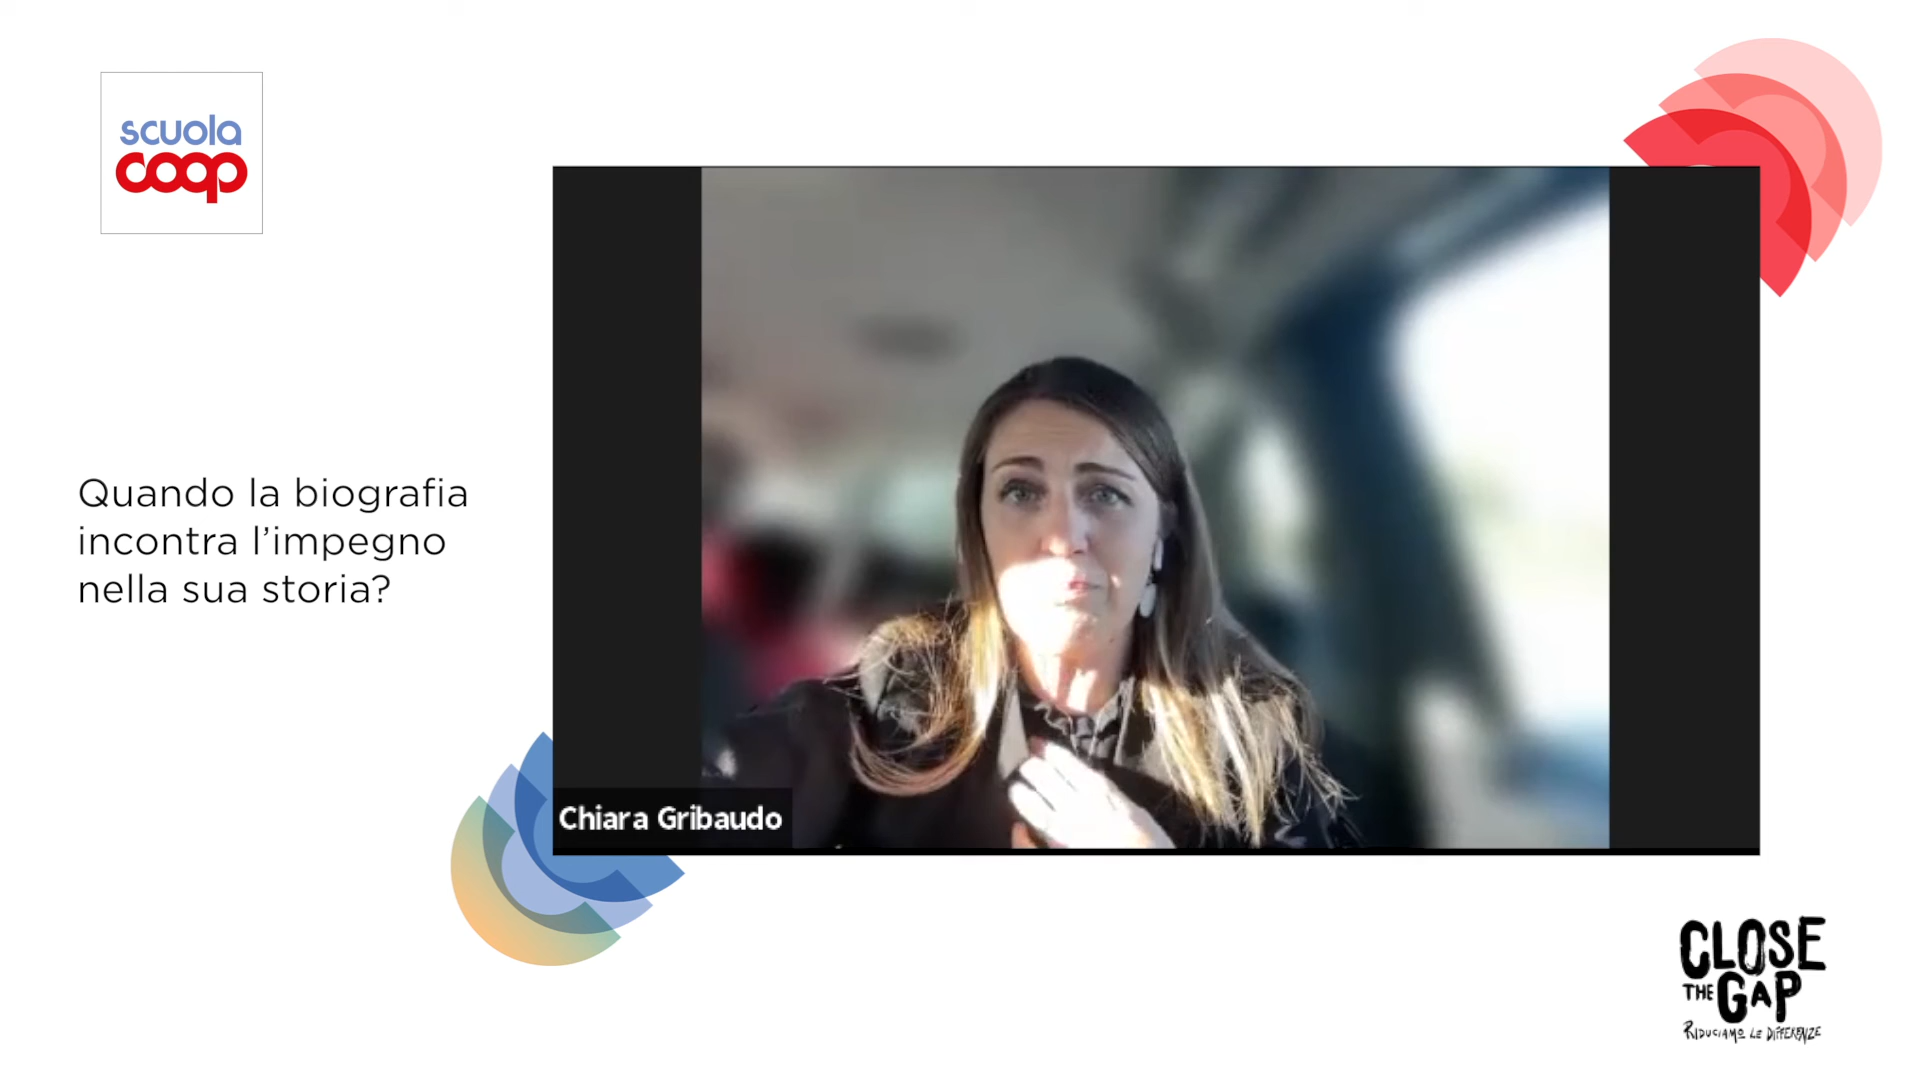 scuola
coop
Quando la biografia
incontra l’impegno
nella sua storia?
Chiara Gribaudo
CLOSE
THE GAP
RIDUCIAMO LE DIFFERENZE